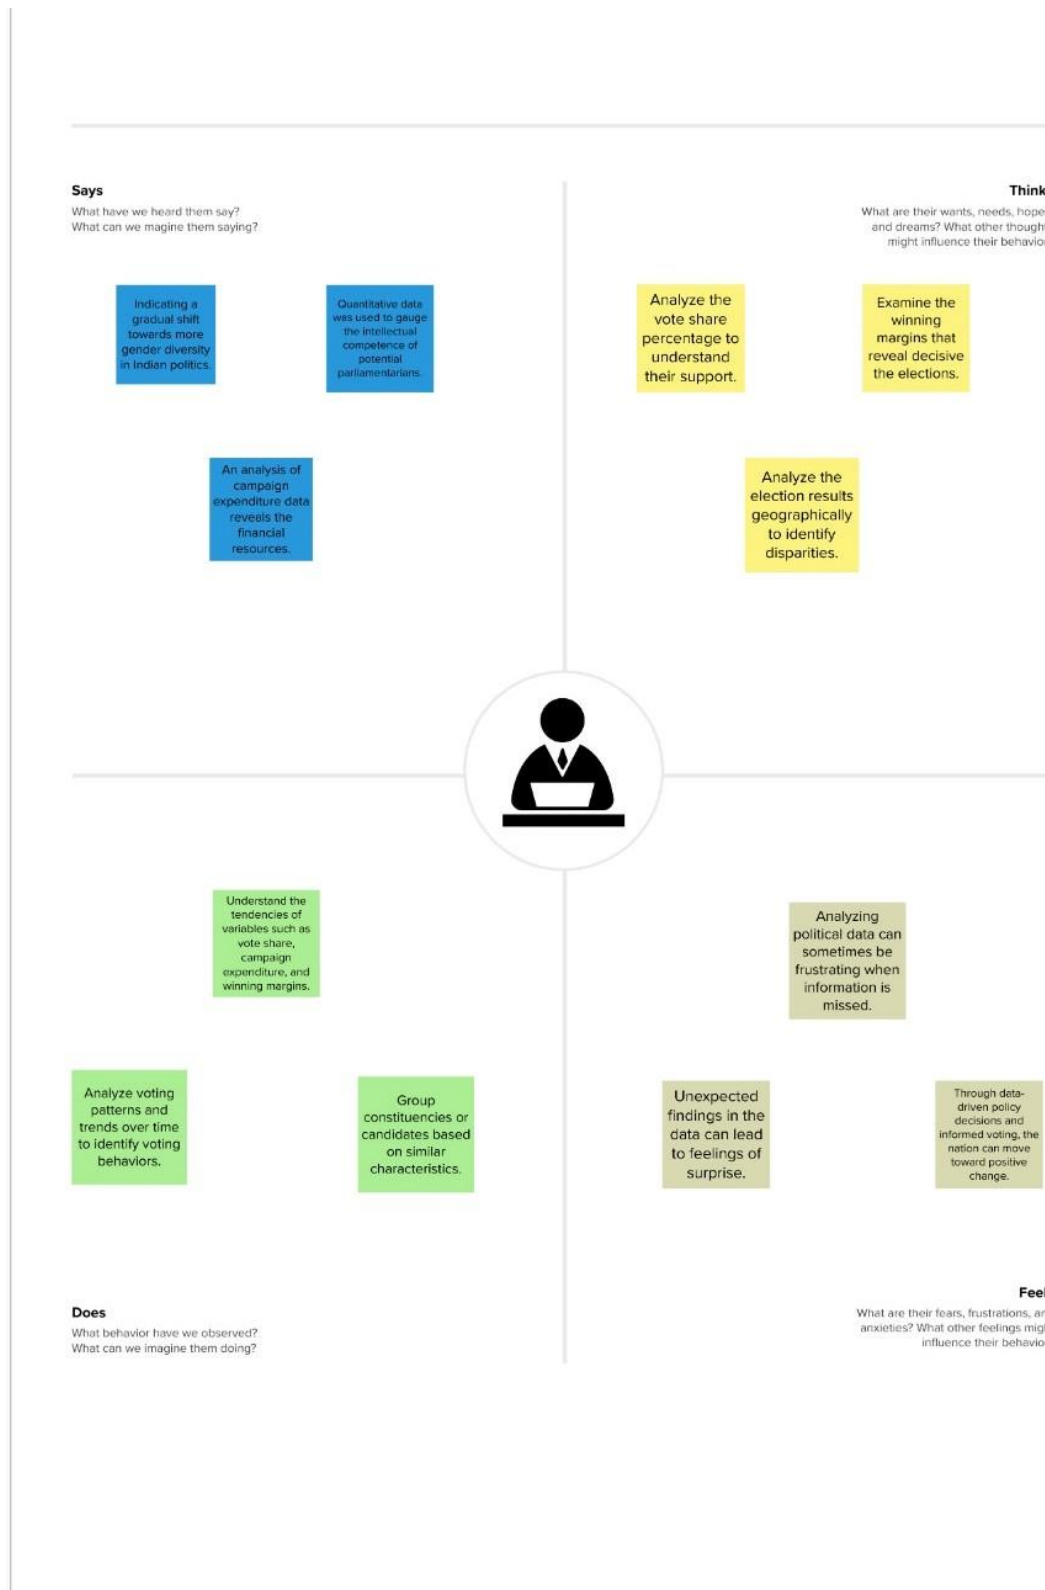 Says
What have we heard them say?
What can we magine them saying?
Indicating a
gradual shift
towards more
gender diversity
in Indian politics.
Quantitative data
was used to gauge
the intellectual
competence of
potential
parliamentarians.
An analysis of
campaign
expenditure data
reveals the
financial
resources.
Think
What are their wants, needs, hope
and dreams? What other thought
might influence their behavio
Analyze the
vote share
percentage to
understand
their support.
Examine the
winning
margins that
reveal decisive
the elections.
Analyze the
election results
geographically
to identify
disparities.
Understand the
tendencies of
variables such as
vote share,
campaign
expenditure, and
winning margins.
Analyze voting
patterns and
trends over time
to identify voting
behaviors.
Group
constituencies or
candidates based
on similar
characteristics.
Does
What behavior have we observed?
What can we imagine them doing?
Analyzing
political data can
sometimes be
frustrating when
information is
missed.
Unexpected
findings in the
data can lead
to feelings of
surprise.
Through data-
driven policy
decisions and
informed voting, the
nation can move
toward positive
change.
Feel
What are their fears, frustrations, an
anxieties? What other feelings migh
influence their behavio